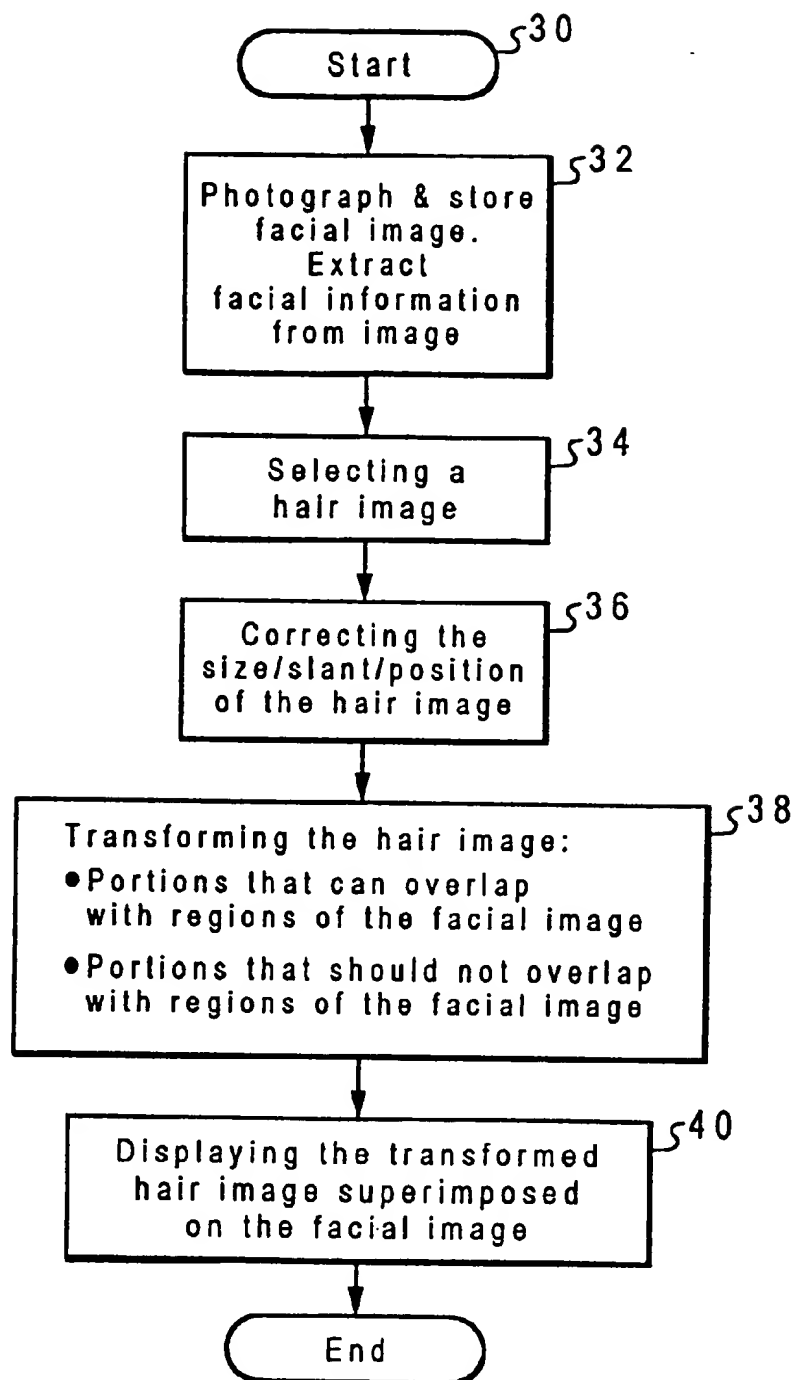 30
Start
32
Photograph & store
facial image.
Extract
facial information
from image
34
Selecting a
hair image
36
Correcting the
size/slant/position
of the hair image
38
Transforming the hair image:
●Portions that can overlap
with regions of the facial image
●Portions that should not overlap
with regions of the facial image
40
Displaying the transformed
hair image superimposed
on the facial image
End